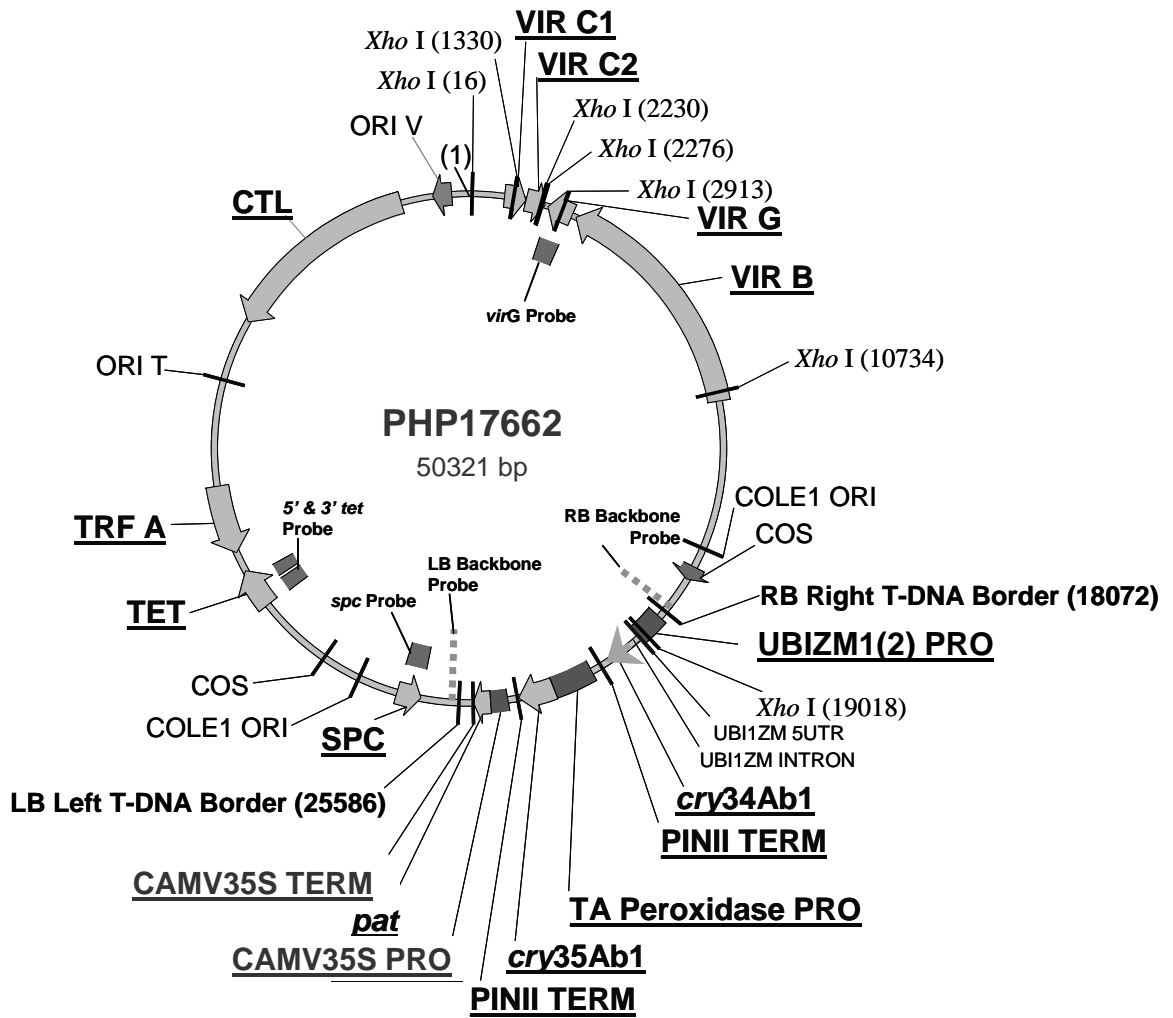 VIR C1
Xho I (1330)
VIR C2
Xho I (16)
Xho I (2230)
ORI V
(1)
Xho I (2276)
Xho I (2913)
CTL
VIR G
VIR B
virG Probe
ORI T
Xho I (10734)
PHP17662
50321 bp
COLE1 ORI
5’ & 3’ tet
Probe
RB Backbone
Probe
TRF A
COS
LB Backbone
Probe
RB Right T-DNA Border (18072)
spc Probe
TET
UBIZM1(2) PRO
COS
Xho I (19018)
COLE1 ORI
SPC
UBI1ZM 5UTR
UBI1ZM INTRON
LB Left T-DNA Border (25586)
cry34Ab1
PINII TERM
CAMV35S TERM
TA Peroxidase PRO
pat
CAMV35S PRO
cry35Ab1
PINII TERM